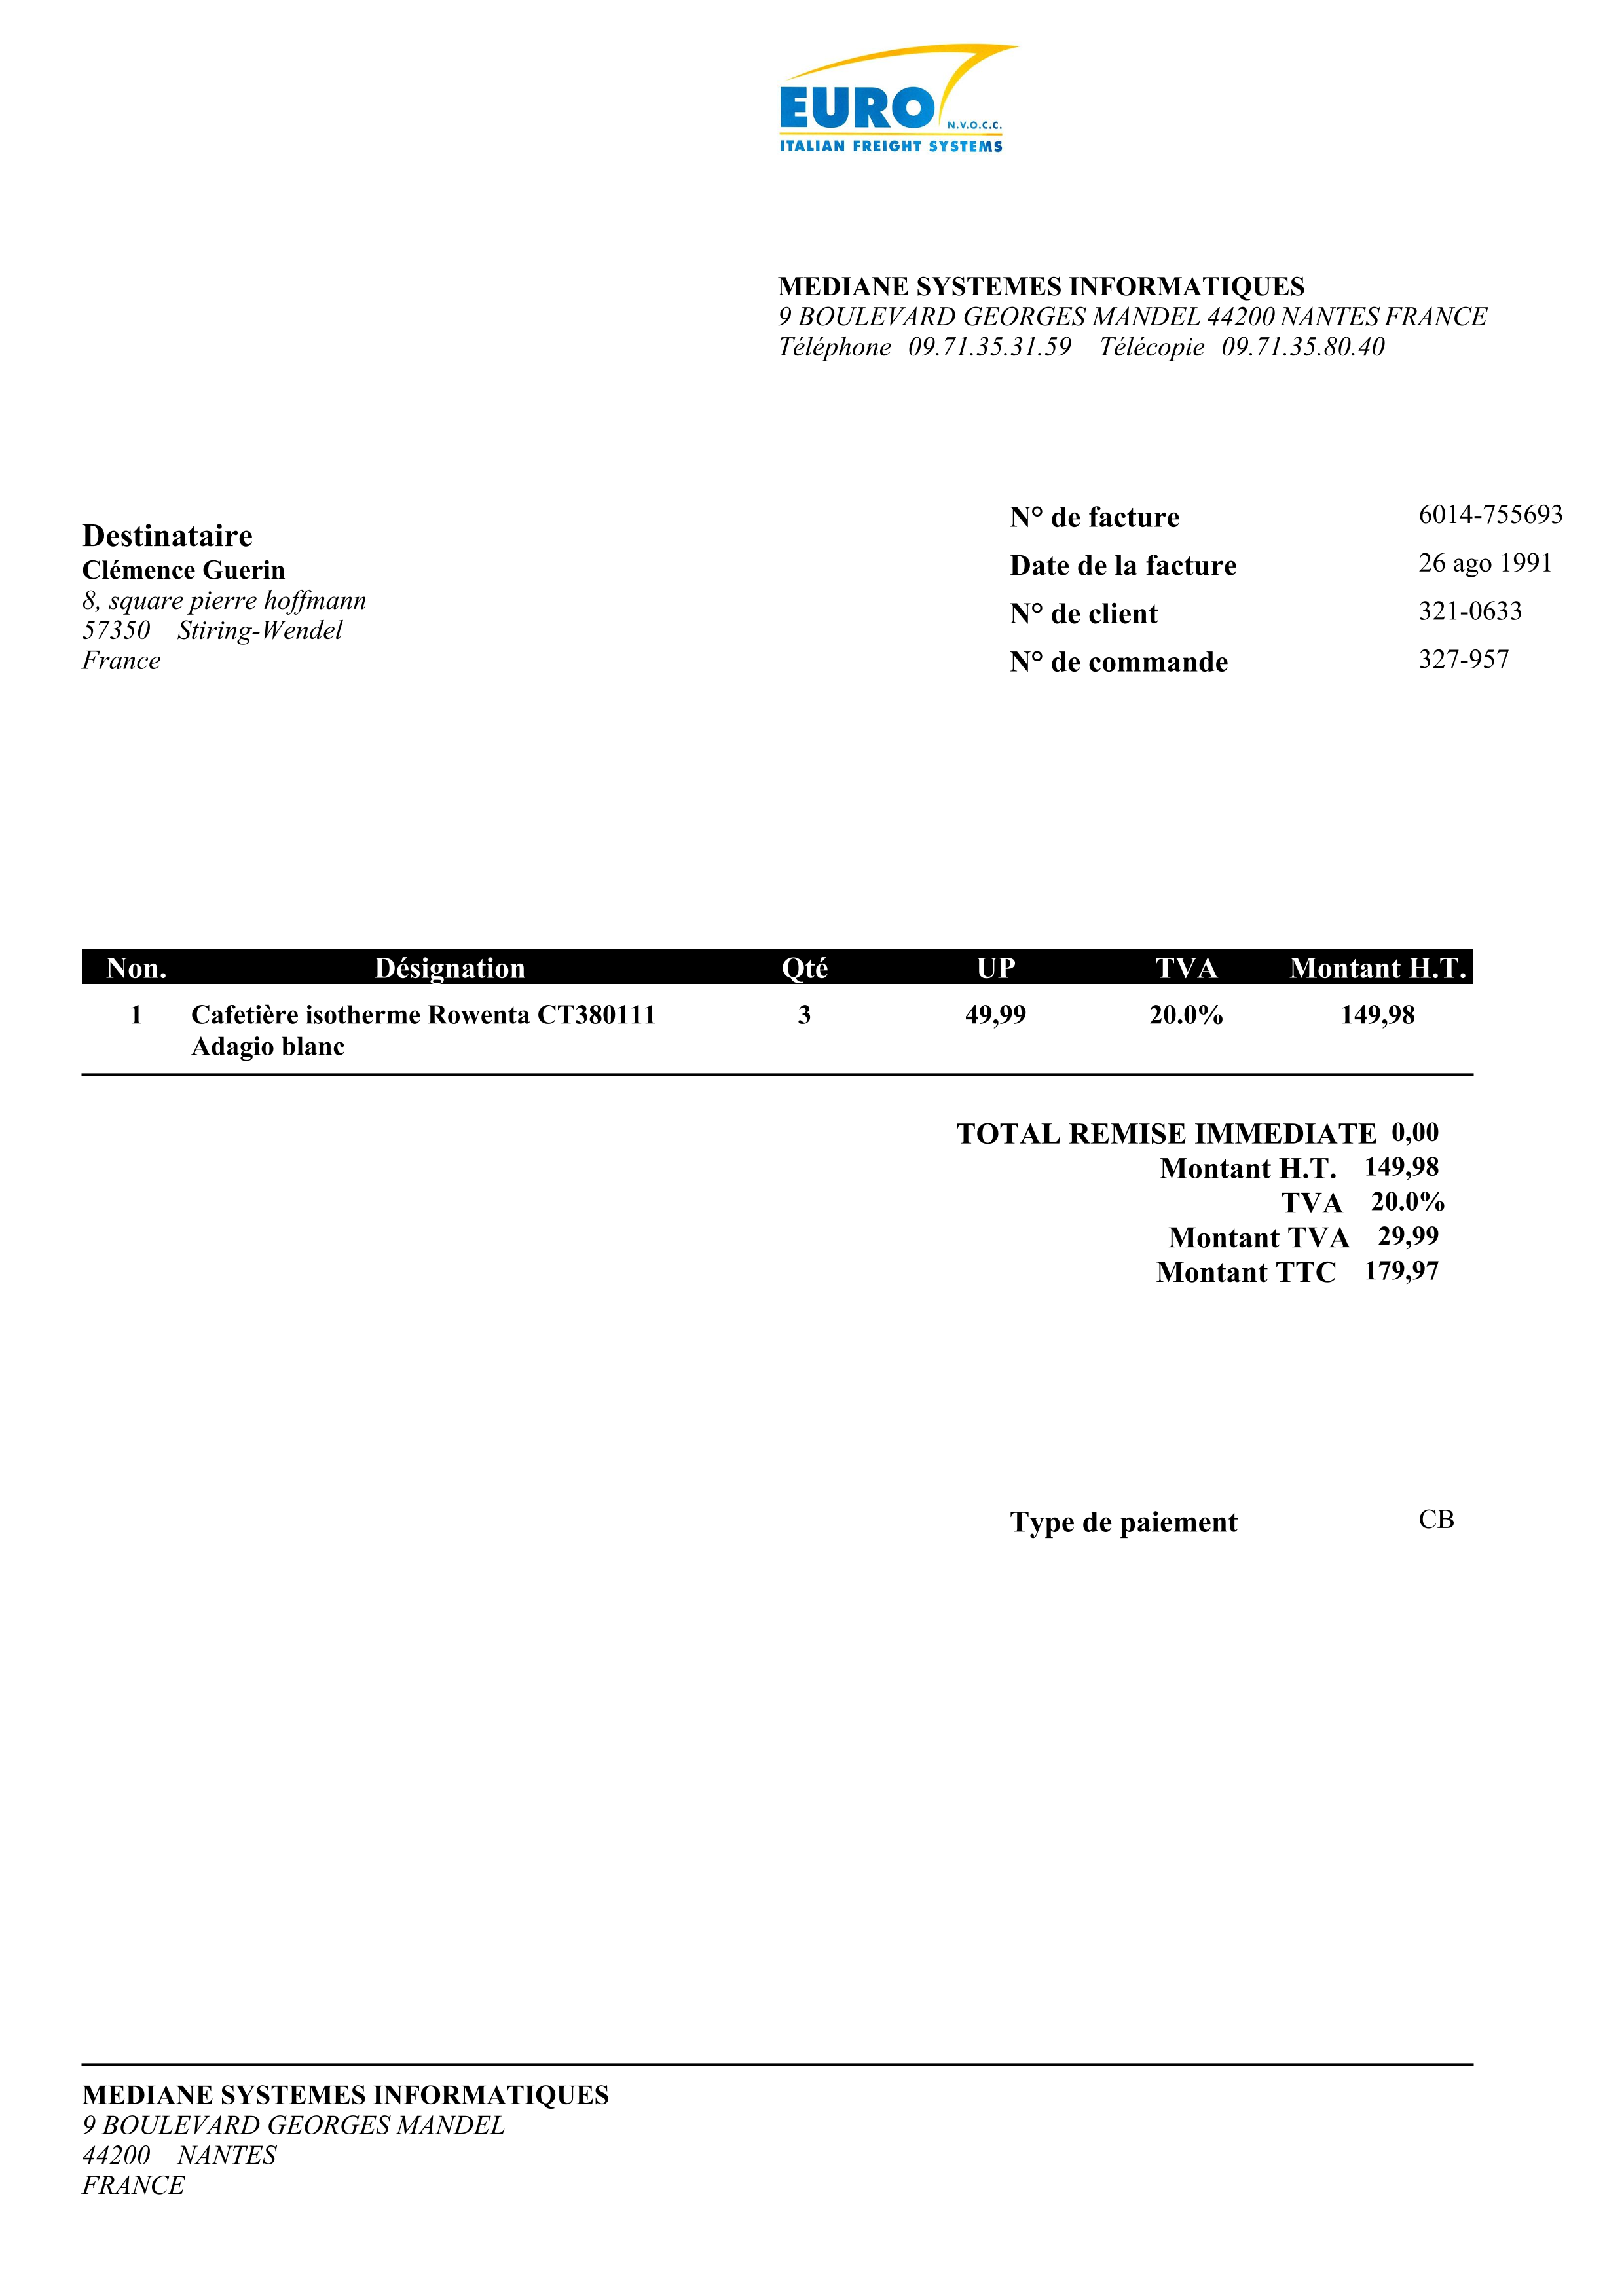 EURO N.V.O.C.C.
ITALIAN FREIGHT SYSTEMS
MEDIANE SYSTEMES INFORMATIQUES
9 BOULEVARD GEORGES MANDEL 44200 NANTES FRANCE
Téléphone 09.71.35.31.59 Télécopie 09.71.35.80.40
Destinataire
Clémence Guerin
8, square pierre hoffmann
57350 Stiring-Wendel
France
N° de facture 6014-755693
Date de la facture 26 ago 1991
N° de client 321-0633
N° de commande 327-957
Non. Désignation Qté UP TVA Montant H.T.
1 Cafetière isotherme Rowenta CT380111 3 49,99 20.0% 149,98
Adagio blanc
TOTAL REMISE IMMEDIATE 0,00
Montant H.T. 149,98
TVA 20.0%
Montant TVA 29,99
Montant TTC 179,97
Type de paiement CB
MEDIANE SYSTEMES INFORMATIQUES
9 BOULEVARD GEORGES MANDEL
44200 NANTES
FRANCE